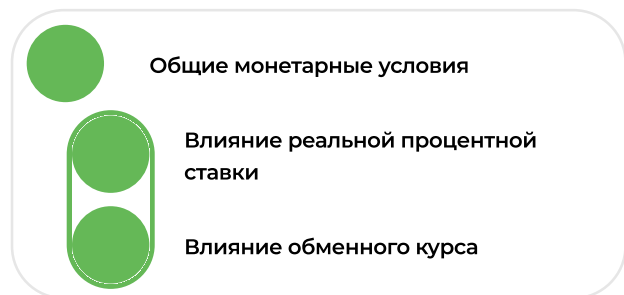 Общие монетарные условия
Влияние реальной процентной
ставки
Влияние обменного курса